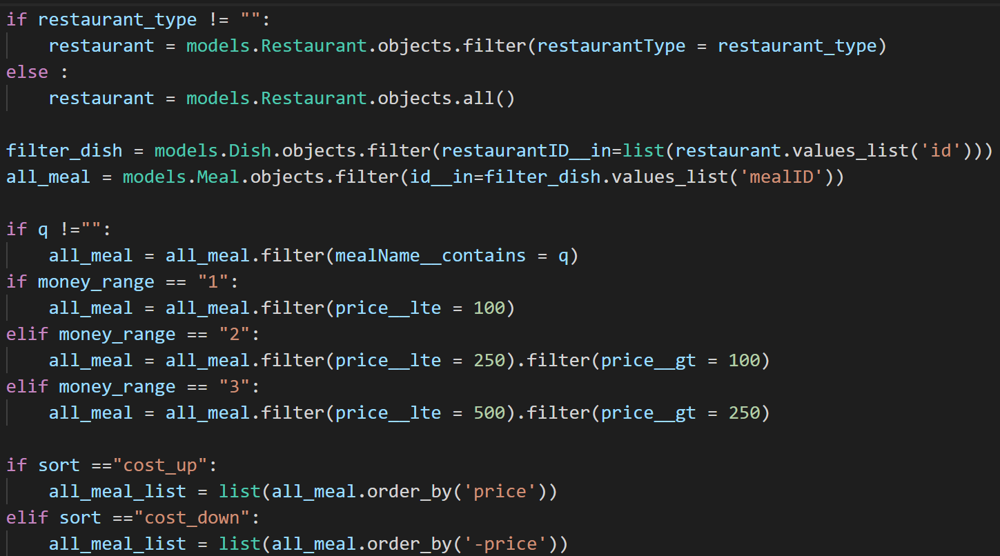 if restaurant_type != "":
    restaurant = models.Restaurant.objects.filter(restaurantType = restaurant_type)
else :
    restaurant = models.Restaurant.objects.all()

filter_dish = models.Dish.objects.filter(restaurantID__in=list(restaurant.values_list('id')))
all_meal = models.Meal.objects.filter(id__in=filter_dish.values_list('mealID'))

if q !="":
    all_meal = all_meal.filter(mealName__contains = q)
if money_range == "1":
    all_meal = all_meal.filter(price__lte = 100)
elif money_range == "2":
    all_meal = all_meal.filter(price__lte = 250).filter(price__gt = 100)
elif money_range == "3":
    all_meal = all_meal.filter(price__lte = 500).filter(price__gt = 250)

if sort =="cost_up":
    all_meal_list = list(all_meal.order_by('price'))
elif sort =="cost_down":
    all_meal_list = list(all_meal.order_by('-price'))